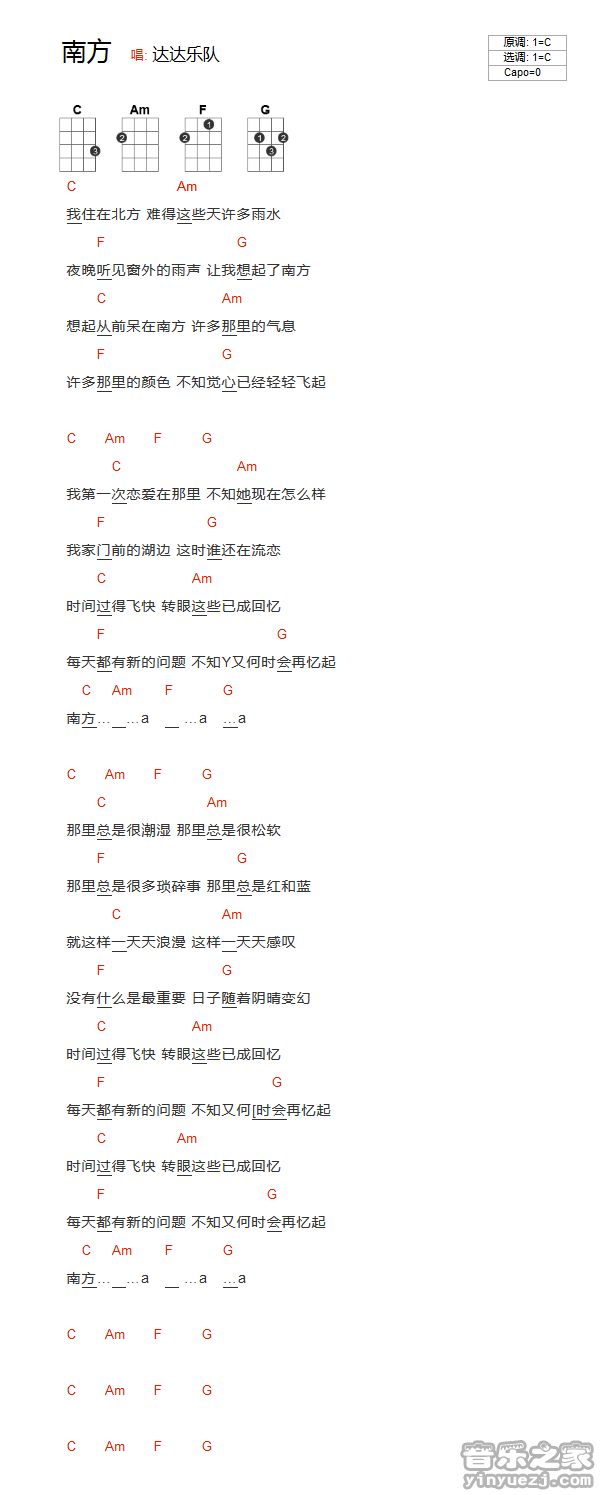 南方 唱: 达达乐队
原调: 1=C
选调: 1=C
Capo=0
C Am F G
2 3 2 1 1 2 3
C Am
我住在北方 难得这些天许多雨水
F G
夜晚听见窗外的雨声 让我想起了南方
C Am
想起从前呆在南方 许多那里的气息
F G
许多那里的颜色 不知觉心已经轻轻飞起
C Am F G
C Am
我第一次恋爱在那里 不知她现在怎么样
F G
我家门前的湖边 这时谁还在流恋
C Am
时间过得飞快 转眼这些已成回忆
F G
每天都有新的问题 不知Y又何时会再忆起
C Am F G
南方...__...a __ ...a ...a
C Am F G
C Am
那里总是很潮湿 那里总是很松软
F G
那里总是很多琐碎事 那里总是红和蓝
C Am
就这样一天天浪漫 这样一天天感叹
F G
没有什么是最重要 日子随着阴晴变幻
C Am
时间过得飞快 转眼这些已成回忆
F G
每天都有新的问题 不知又何[时会再忆起
C Am
时间过得飞快 转眼这些已成回忆
F G
每天都有新的问题 不知又何时会再忆起
C Am F G
南方...__...a __ ...a ...a
C Am F G
C Am F G
C Am F G
音乐之家
yinyuezj.com